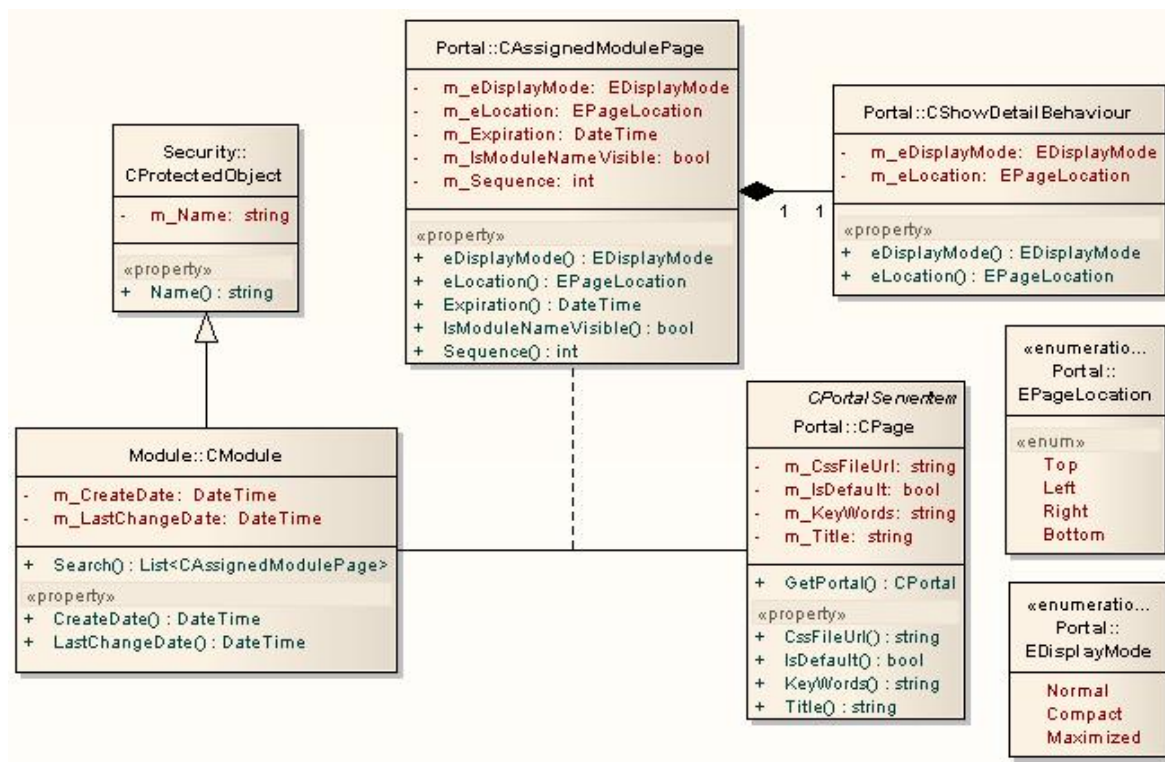 Portal::CAssignedModulePage
- m_eDisplayMode: EDisplayMode
- m_eLocation: EPageLocation
- m_Expiration: DateTime
- m_IsModuleNameVisible: bool
- m_Sequence: int
«property»
+ eDisplayMode() : EDisplayMode
+ eLocation() : EPageLocation
+ Expiration() : DateTime
+ IsModuleNameVisible() : bool
+ Sequence() : int
1 1
Portal::CShowDetailBehaviour
- m_eDisplayMode: EDisplayMode
- m_eLocation: EPageLocation
«property»
+ eDisplayMode() : EDisplayMode
+ eLocation() : EPageLocation
Security::
CProtectedObject
- m_Name: string
«property»
+ Name() : string
Module::CModule
- m_CreateDate: DateTime
- m_LastChangeDate: DateTime
+ Search() : List<CAssignedModulePage>
«property»
+ CreateDate() : DateTime
+ LastChangeDate() : DateTime
CPortalServerItem
Portal::CPage
- m_CssFileUrl: string
- m_IsDefault: bool
- m_KeyWords: string
- m_Title: string
+ GetPortal() : CPortal
«property»
+ CssFileUrl() : string
+ IsDefault() : bool
+ KeyWords() : string
+ Title() : string
«enumeratio...
Portal::
EPageLocation
«enum»
Top
Left
Right
Bottom
«enumeratio...
Portal::
EDisplayMode
Normal
Compact
Maximized